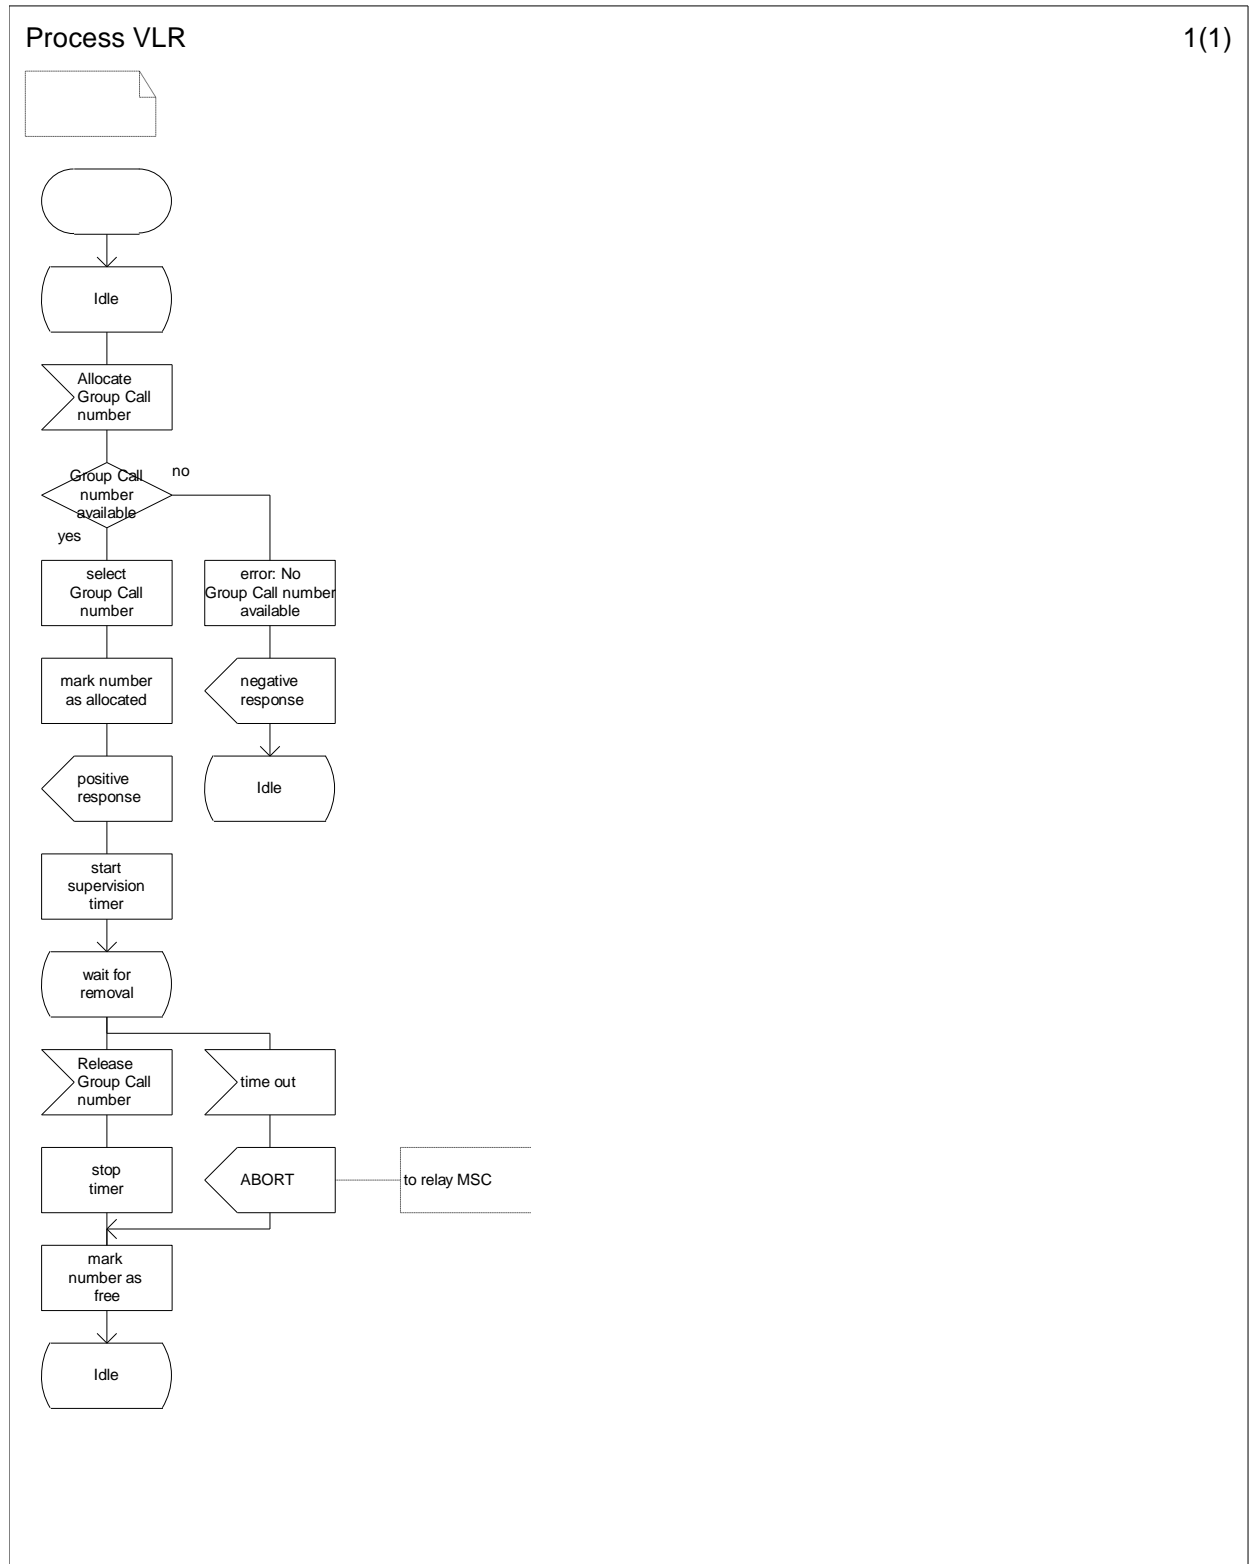 Process VLR
1(1)
Idle
Allocate
Group Call
number
Group Call
number
available
no
yes
select
Group Call
number
error: No
Group Call number
available
mark number
as allocated
negative
response
positive
response
Idle
start
supervision
timer
wait for
removal
Release
Group Call
number
time out
stop
timer
ABORT
to relay MSC
mark
number as
free
Idle